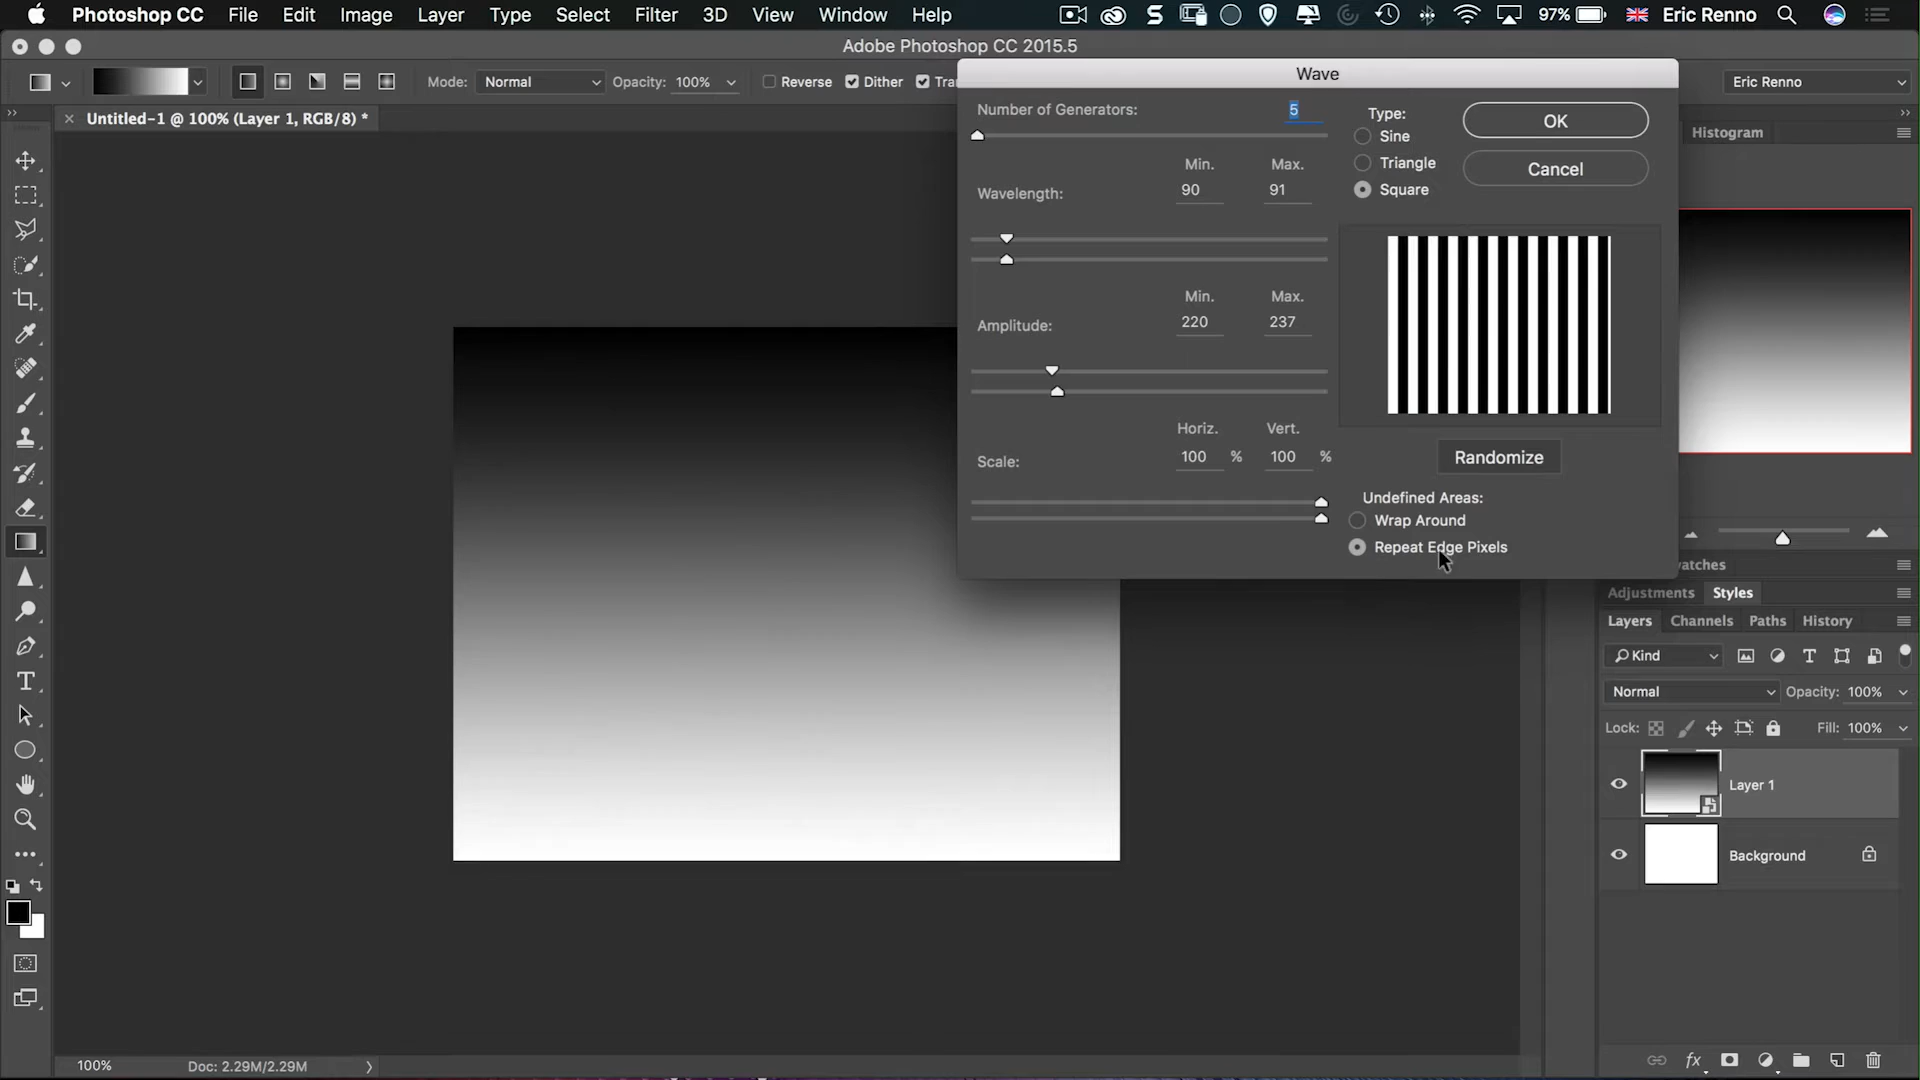 Photoshop CC File Edit Image Layer Type Select Filter 3D View Window Help 97% Eric Renno
Adobe Photoshop CC 2015.5
Mode: Normal Opacity: 100% Reverse Dither Eric Renno
Untitled-1 @ 100% (Layer 1, RGB/8) *
Wave
Number of Generators: 5
Min. Max.
Wavelength: 90 91
Min. Max.
Amplitude: 220 237
Horiz. Vert.
Scale: 100 % 100 %
Type:
Sine
Triangle
Square
OK
Cancel
Randomize
Undefined Areas:
Wrap Around
Repeat Edge Pixels
Histogram
Adjustments Styles
Layers Channels Paths History
Kind
Normal Opacity: 100%
Lock: Fill: 100%
Layer 1
Background
fx
100% Doc: 2.29M/2.29M